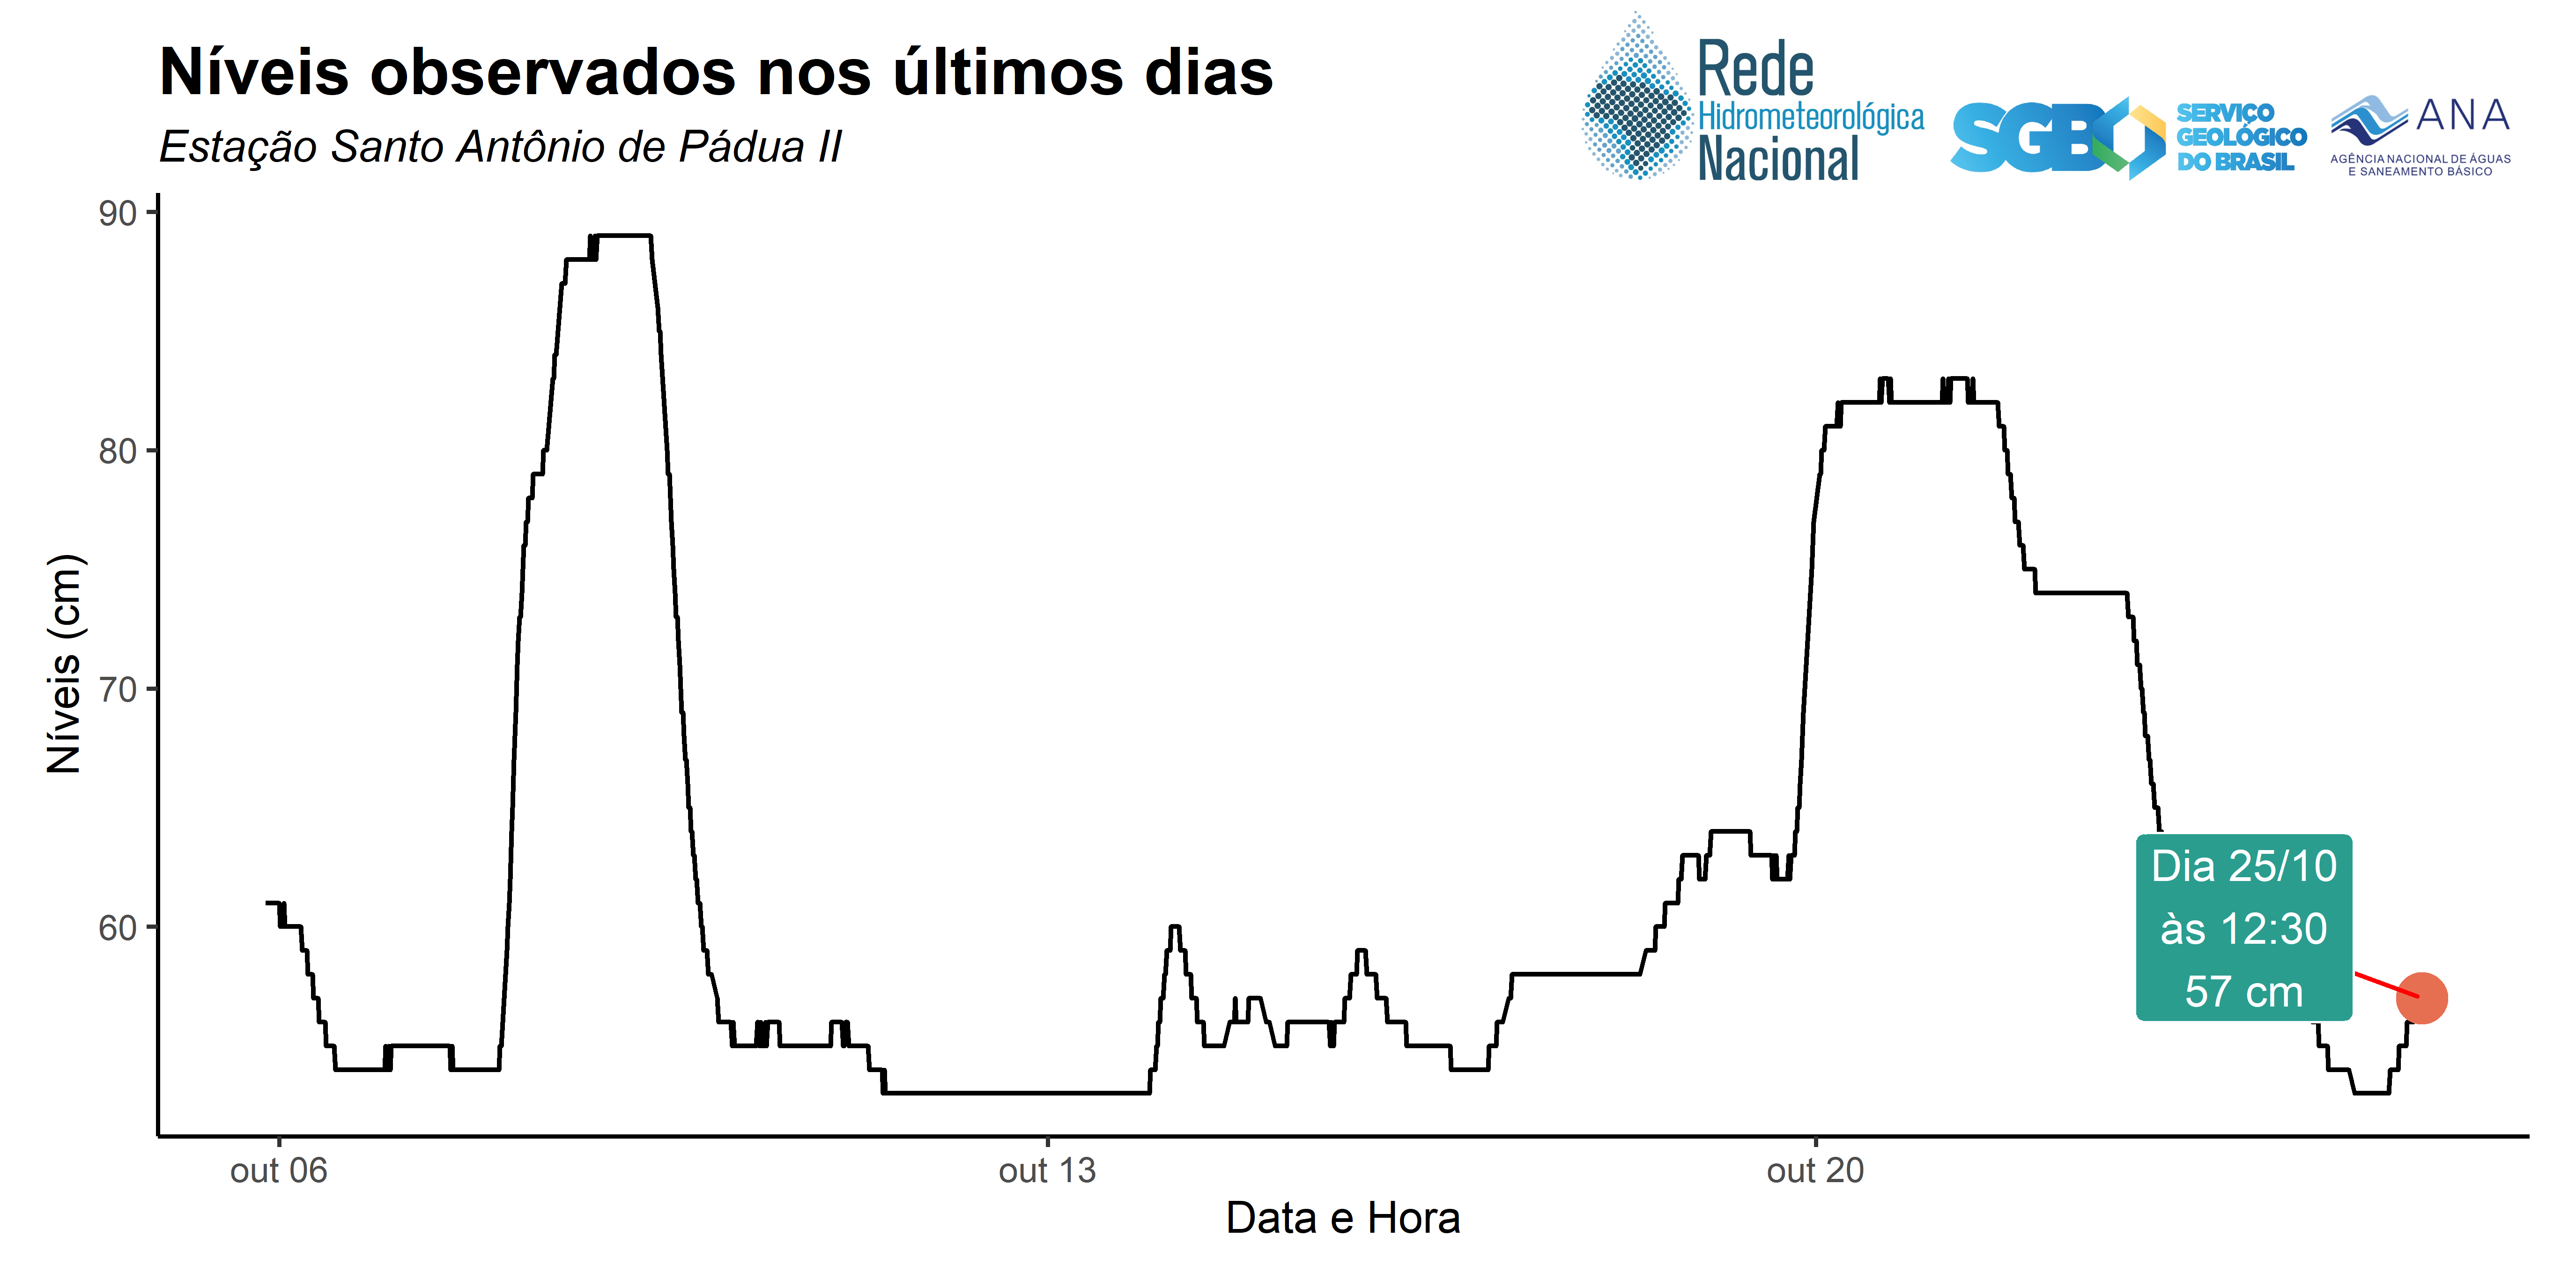 Níveis observados nos últimos dias
Estação Santo Antônio de Pádua II
Rede
Hidrometeorológica
Nacional
SGB
SERVIÇO
GEOLÓGICO
DO BRASIL
ANA
AGÊNCIA NACIONAL DE ÁGUAS
E SANEAMENTO BÁSICO
Níveis (cm)
90
80
70
60
Dia 25/10
às 12:30
57 cm
out 06
out 13
out 20
Data e Hora